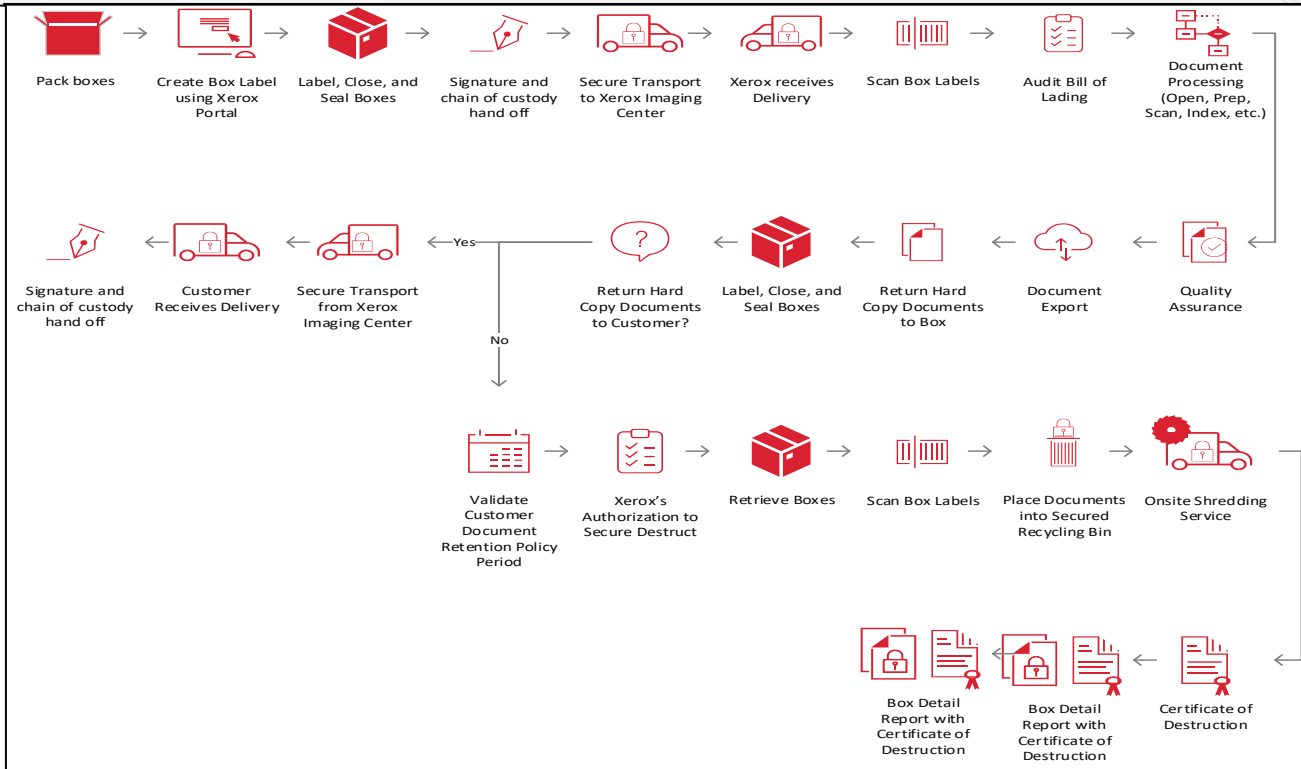 Pack boxes
Create Box Label
using Xerox
Portal
Label, Close, and
Seal Boxes
Signature and
chain of custody
hand off
Secure Transport
to Xerox Imaging
Center
Xerox receives
Delivery
Scan Box Labels
Audit Bill of
Lading
Document
Processing
(Open, Prep,
Scan, Index, etc.)
Signature and
chain of custody
hand off
Customer
Receives Delivery
Secure Transport
from Xerox
Imaging Center
Yes
No
?
Return Hard
Copy Documents
to Customer?
Label, Close, and
Seal Boxes
Return Hard
Copy Documents
to Box
Document
Export
Quality
Assurance
Validate
Customer
Document
Retention Policy
Period
Xerox's
Authorization to
Secure Destruct
Retrieve Boxes
Scan Box Labels
Place Documents
into Secured
Recycling Bin
Onsite Shredding
Service
Box Detail
Report with
Certificate of
Destruction
Box Detail
Report with
Certificate of
Destruction
Certificate of
Destruction